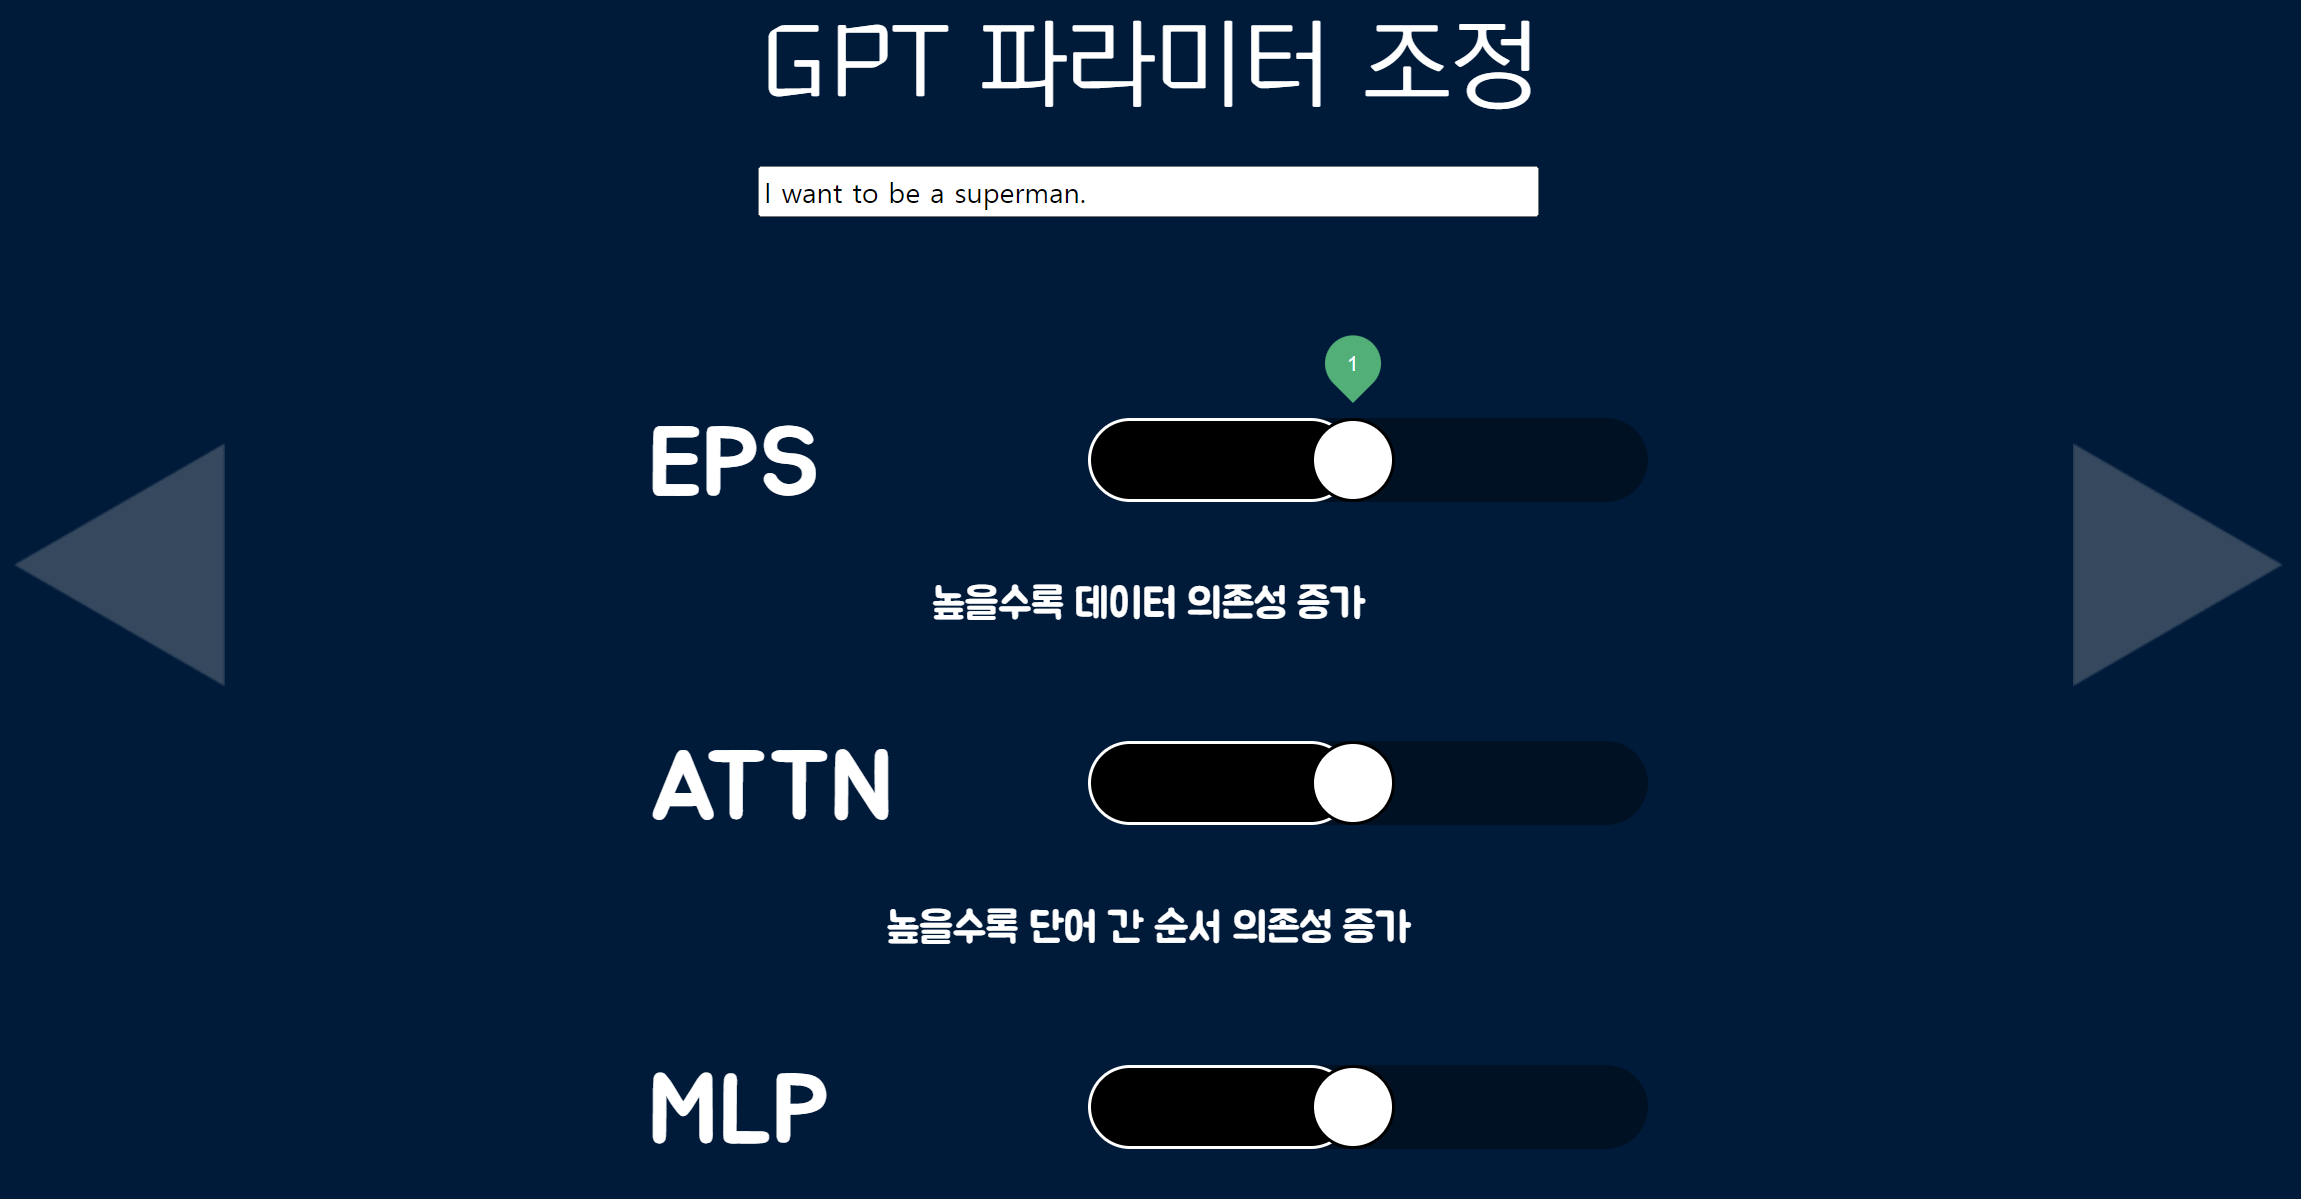 GPT 파라미터 조정
I want to be a superman.
1
EPS
높을수록 데이터 의존성 증가
ATTN
높을수록 단어 간 순서 의존성 증가
MLP